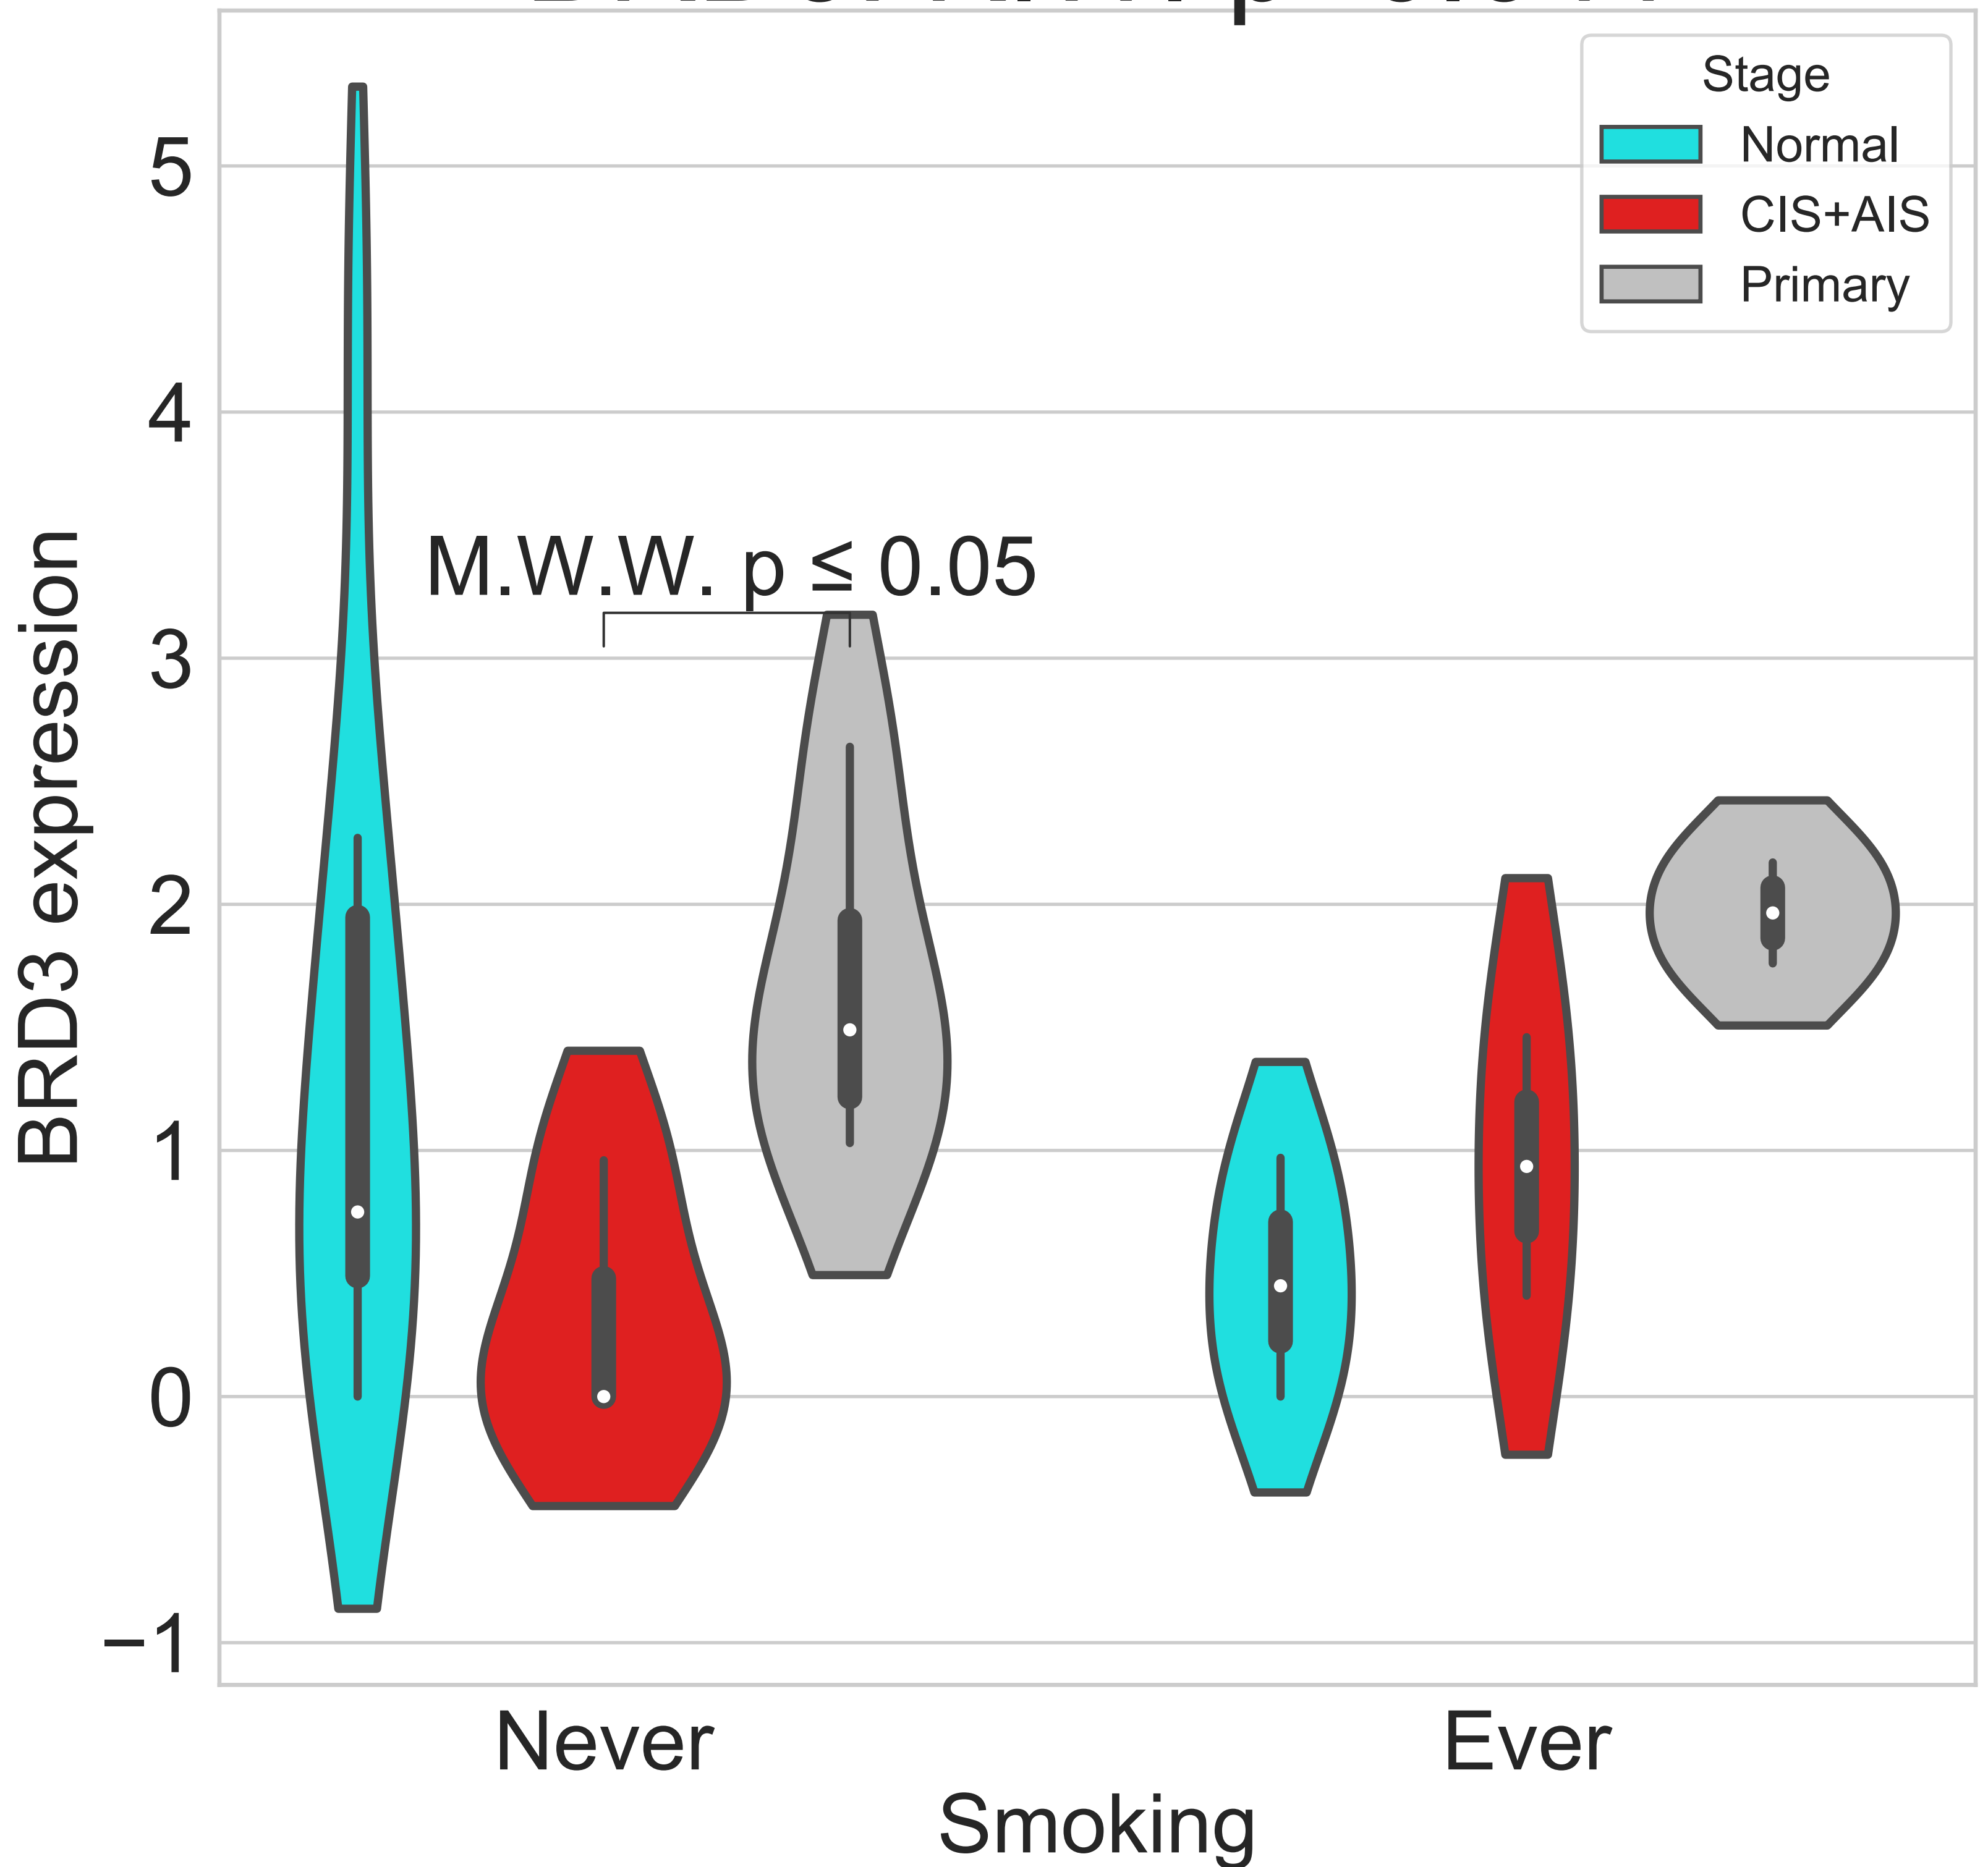 Stage
Normal
CIS+AIS
Primary
M.W.W. p ≤ 0.05
BRD3 expression
5
4
3
2
1
0
−1
Never
Ever
Smoking